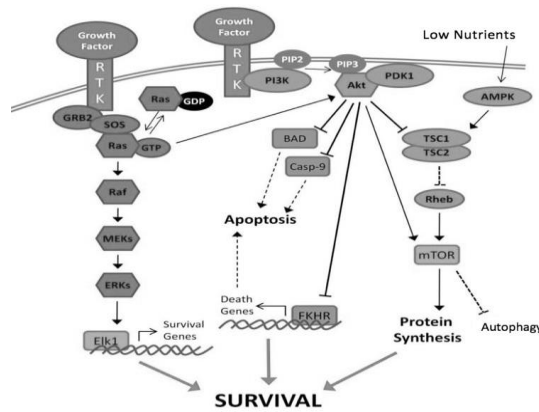 Growth
Factor
RTK
GRB2
SOS
Ras
GTP
Ras
GDP
Raf
MEKs
ERKs
Elk1
Survival
Genes
Growth
Factor
RTK
PI3K
PIP2
PIP3
Akt
PDK1
BAD
Casp-9
Apoptosis
Death
Genes
FKHR
Low Nutrients
AMPK
TSC1
TSC2
Rheb
mTOR
Protein
Synthesis
Autophagy
SURVIVAL